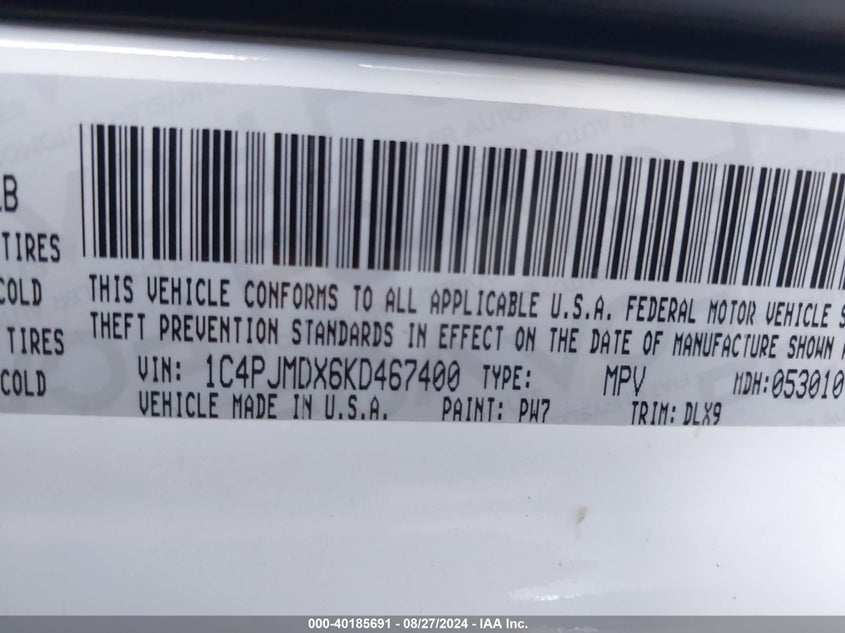 LB
TIRES
COLD
TIRES
COLD
THIS VEHICLE CONFORMS TO ALL APPLICABLE U.S.A. FEDERAL MOTOR VEHICLE S
THEFT PREVENTION STANDARDS IN EFFECT ON THE DATE OF MANUFACTURE SHOWN A
VIN: 1C4PJMDX6KD467400 TYPE: MPV MDH:053010
VEHICLE MADE IN U.S.A. PAINT: PW7 TRIM: DLX9
000-40185691 - 08/27/2024 - IAA Inc.